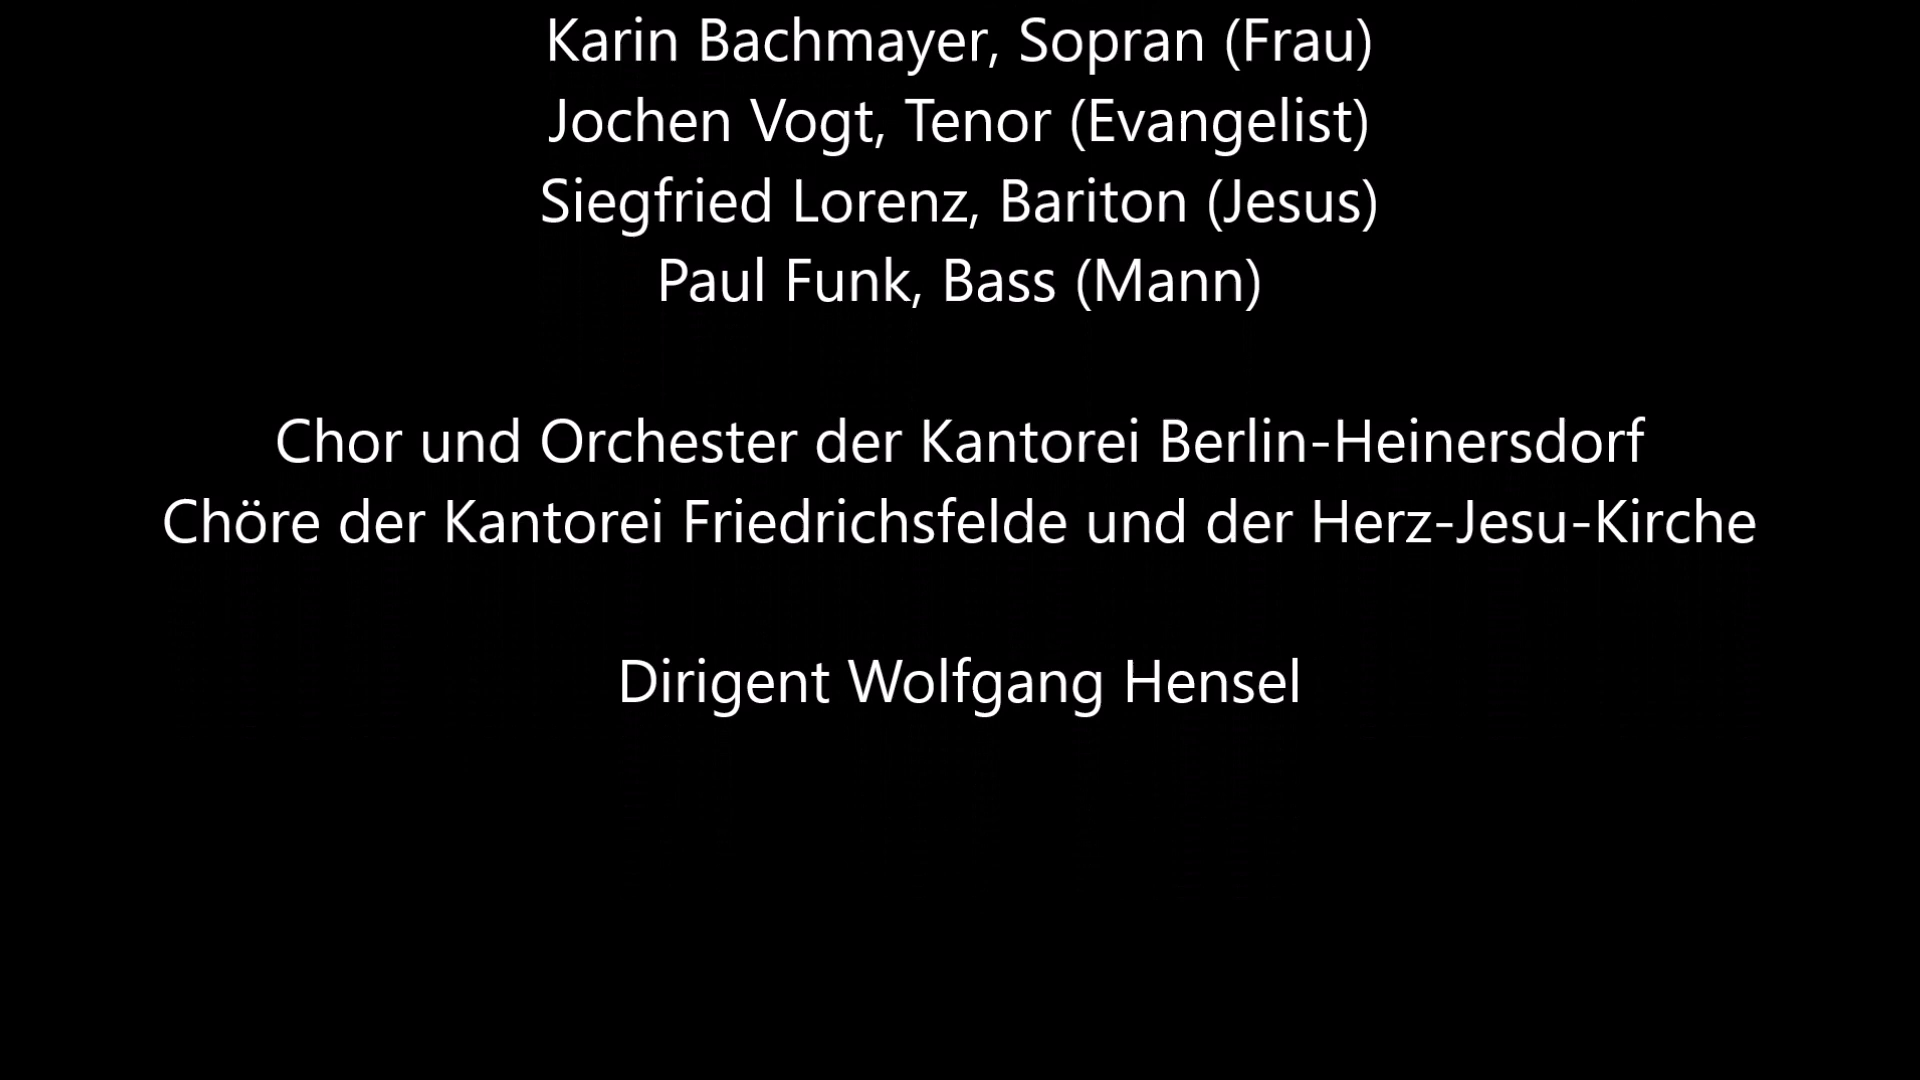 Karin Bachmayer, Sopran (Frau)
Jochen Vogt, Tenor (Evangelist)
Siegfried Lorenz, Bariton (Jesus)
Paul Funk, Bass (Mann)
Chor und Orchester der Kantorei Berlin-Heinersdorf
Chöre der Kantorei Friedrichsfelde und der Herz-Jesu-Kirche
Dirigent Wolfgang Hensel